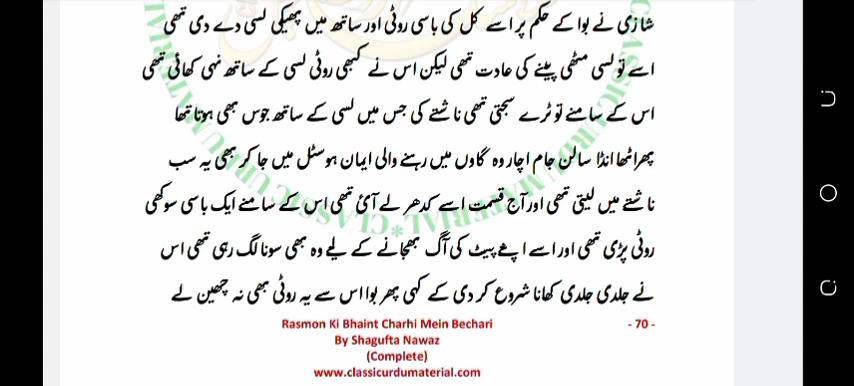 شازی نے بوا کے حکم پر اسے کل کی باسی روٹی اور ساتھ میں پھیکی لسی دے دی تھی
اسے تو لسی مٹھی پینے کی عادت تھی لیکن اس نے کبھی روٹی لسی کے ساتھ نہی کھائی تھی
اس کے سامنے تو ٹرے سجتی تھی ناشتے کی جس میں لسی کے ساتھ جوس بھی ہوتا تھا
پھر اٹھا انڈا سالن جام اچار وہ گاوں میں رہنے والی ایمان ہوسٹل میں جا کر بھی یہ سب
ناشتے میں لیتی تھی اور آج قسمت اسے کدھر لے آئ تھی اس کے سامنے ایک باسی سوکھی
روٹی پڑی تھی اور اسے اپنے پیٹ کی آگ بھجانے کے لیے وہ بھی سونا لگ رہی تھی اس
نے جلدی جلدی کھانا شروع کر دی کے کہی پھر بوا اس سے یہ روٹی بھی نہ چھین لے
Rasmon Ki Bhaint Charhi Mein Bechari - 70 -
By Shagufta Nawaz
(Complete)
www.classicurdumaterial.com
CLASSICURDUMATERIAL